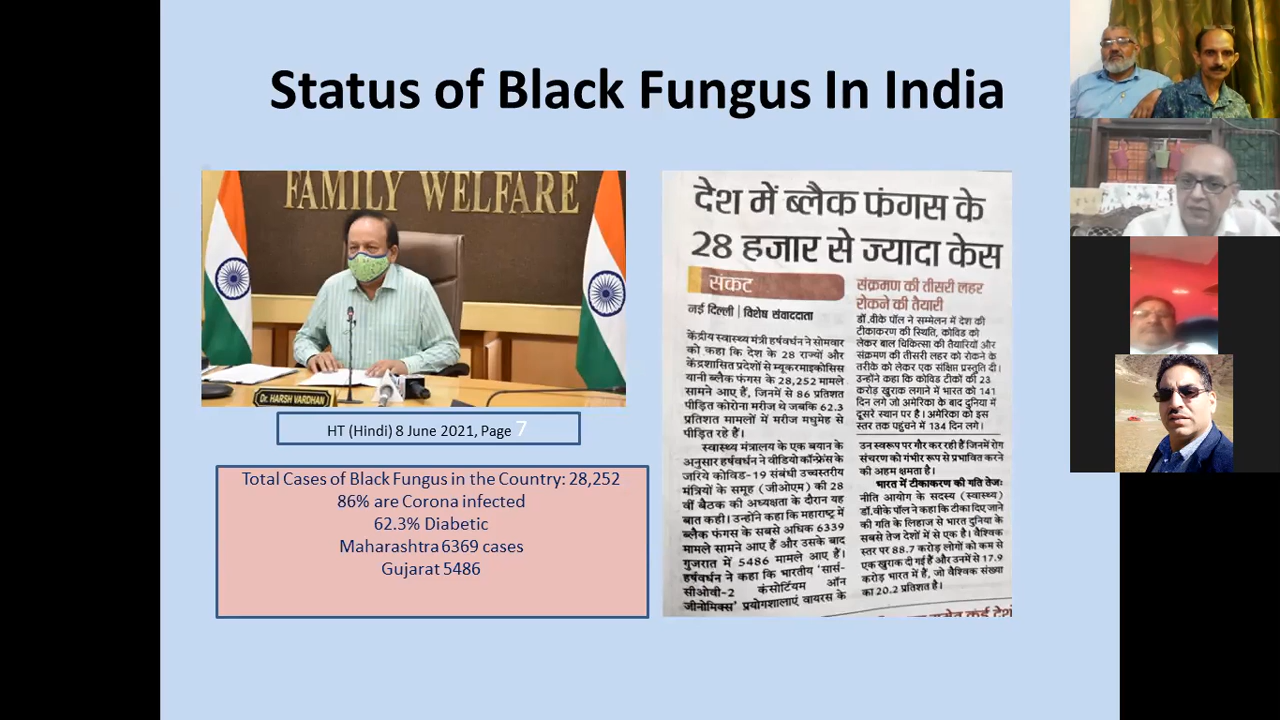 Status of Black Fungus In India
FAMILY WELFARE
Dr. HARSH VARDHAN
HT (Hindi) 8 June 2021, Page 7
Total Cases of Black Fungus in the Country: 28,252
86% are Corona infected
62.3% Diabetic
Maharashtra 6369 cases
Gujarat 5486
देश में ब्लैक फंगस के
28 हजार से ज्यादा केस
संकट
नई दिल्ली | विशेष संवाददाता
केंद्रीय स्वास्थ्य मंत्री हर्षवर्धन ने सोमवार
को कहा कि देश के 28 राज्यों और
केंद्रशासित प्रदेशों से म्यूकरमाइकोसिस
यानी ब्लैक फंगस के 28,252 मामले
सामने आए हैं, जिनमें से 86 प्रतिशत
पीड़ित कोरोना मरीज थे जबकि 62.3
प्रतिशत मामलों में मरीज मधुमेह से
पीड़ित रहे हैं।
स्वास्थ्य मंत्रालय के एक बयान के
अनुसार हर्षवर्धन ने वीडियो कॉन्फ्रेंस के
जरिये कोविड-19 संबंधी उच्चस्तरीय
मंत्रियों के समूह (जीओएम) की 28
वीं बैठक की अध्यक्षता के दौरान यह
बात कही। उन्होंने कहा कि महाराष्ट्र में
ब्लैक फंगस के सबसे अधिक 6339
मामले सामने आए हैं और उसके बाद
गुजरात में 5486 मामले आए हैं।
हर्षवर्धन ने कहा कि भारतीय 'सार्स-
सीओवी-2 कंसोर्टियम ऑन
जीनोमिक्स' प्रयोगशालाएं वायरस के
संक्रमण की तीसरी लहर
रोकने की तैयारी
डॉ.वीके पॉल ने सम्मेलन में देश की
टीकाकरण की स्थिति, कोविड को
लेकर बाल चिकित्सा की तैयारियों और
संक्रमण की तीसरी लहर को रोकने के
तरीके को लेकर एक संक्षिप्त प्रस्तुति दी।
उन्होंने कहा कि कोविड टीकों की 23
करोड़ खुराक लगाने में भारत को 141
दिन लगे जो अमेरिका के बाद दुनिया में
दूसरे स्थान पर है। अमेरिका को इस
स्तर तक पहुंचने में 134 दिन लगे।
उन स्वरूप पर गौर कर रही हैं जिनमें रोग
संचरण को गंभीर रूप से प्रभावित करने
की अहम क्षमता है।
भारत में टीकाकरण की गति तेज:
नीति आयोग के सदस्य (स्वास्थ्य)
डॉ.वीके पॉल ने कहा कि टीका दिए जाने
की गति के लिहाज से भारत दुनिया के
सबसे तेज देशों में से एक है। वैश्विक
स्तर पर 88.7 करोड़ लोगों को कम से
एक खुराक दी गई हैं और उनमें से 17.9
करोड़ भारत में हैं, जो वैश्विक संख्या
का 20.2 प्रतिशत है।